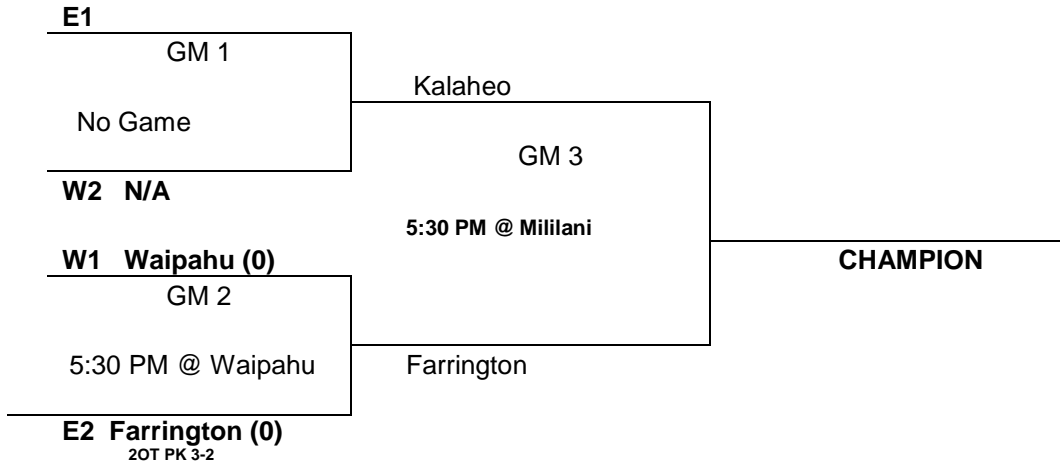 E1
GM 1
Kalaheo
No Game
GM 3
W2 N/A
5:30 PM @ Mililani
W1 Waipahu (0)
CHAMPION
GM 2
5:30 PM @ Waipahu
Farrington
E2 Farrington (0)
2OT PK 3-2